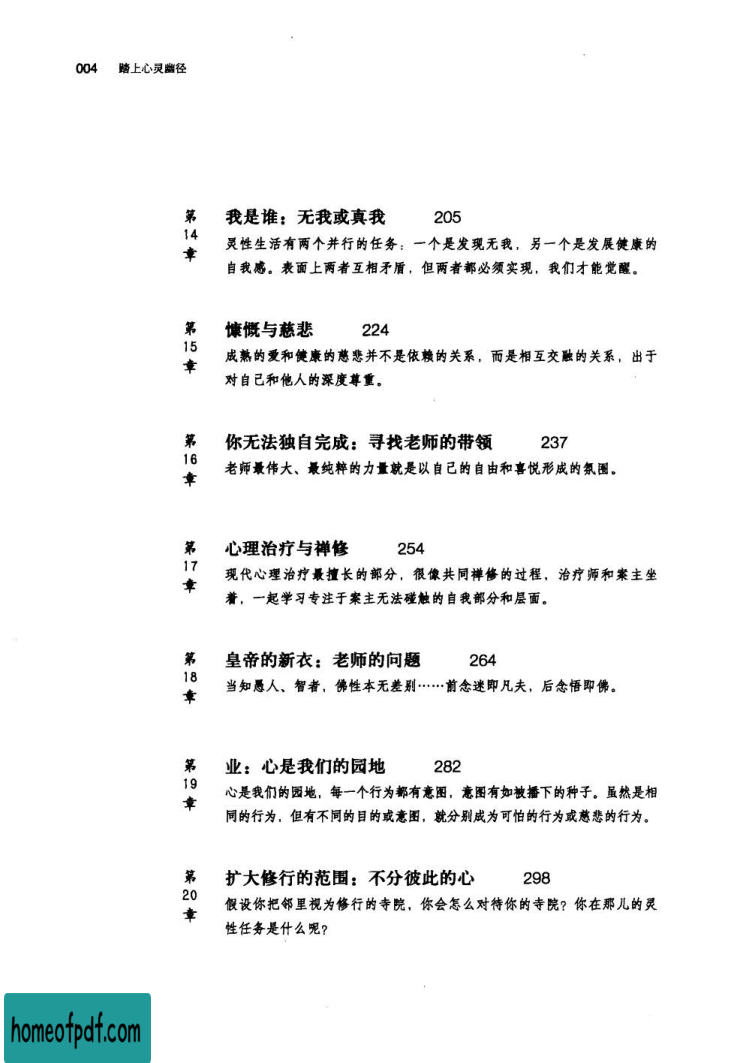 004 踏上心灵幽径
第14章 我是谁：无我或真我 205
灵性生活有两个并行的任务：一个是发现无我，另一个是发展健康的
自我感。表面上两者互相矛盾，但两者都必须实现，我们才能觉醒。
第15章 慷慨与慈悲 224
成熟的爱和健康的慈悲并不是依赖的关系，而是相互交融的关系，出于
对自己和他人的深度尊重。
第16章 你无法独自完成：寻找老师的带领 237
老师最伟大、最纯粹的力量就是以自己的自由和喜悦形成的氛围。
第17章 心理治疗与禅修 254
现代心理治疗最擅长的部分，很像共同禅修的过程，治疗师和案主坐
着，一起学习专注于案主无法碰触的自我部分和层面。
第18章 皇帝的新衣：老师的问题 264
当知愚人、智者，佛性本无差别……前念迷即凡夫，后念悟即佛。
第19章 业：心是我们的园地 282
心是我们的园地，每一个行为都有意图，意图有如被播下的种子。虽然是相
同的行为，但有不同的目的或意图，就分别成为可怕的行为或慈悲的行为。
第20章 扩大修行的范围：不分彼此的心 298
假设你把邻里视为修行的寺院，你会怎么对待你的寺院？你在那儿的灵
性任务是什么呢？
homeofpdf.com